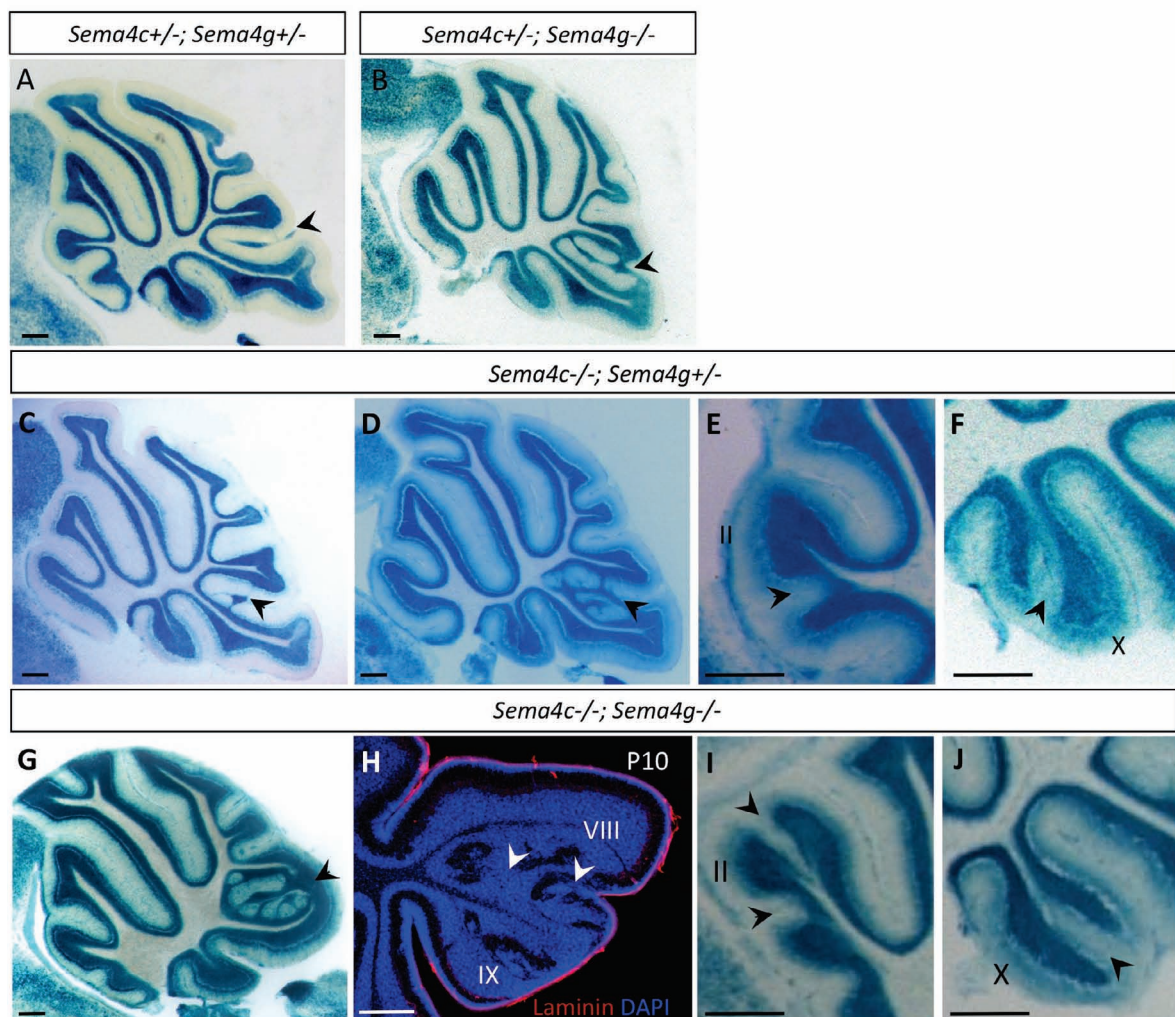 Sema4c+/-; Sema4g+/-
Sema4c+/-; Sema4g-/-
A
B
Sema4c-/-; Sema4g+/-
C
D
E
II
F
X
Sema4c-/-; Sema4g-/-
G
H
P10
VIII
IX
Laminin DAPI
I
II
J
X